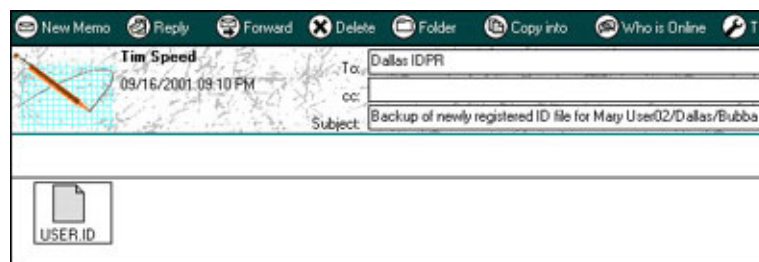 New Memo Reply Forward Delete Folder Copy into Who is Online T
Tim Speed
To: Dallas IDPR
09/16/2001 09:10 PM
cc:
Subject: Backup of newly registered ID file for Mary User02/Dallas/Bubba
USER.ID